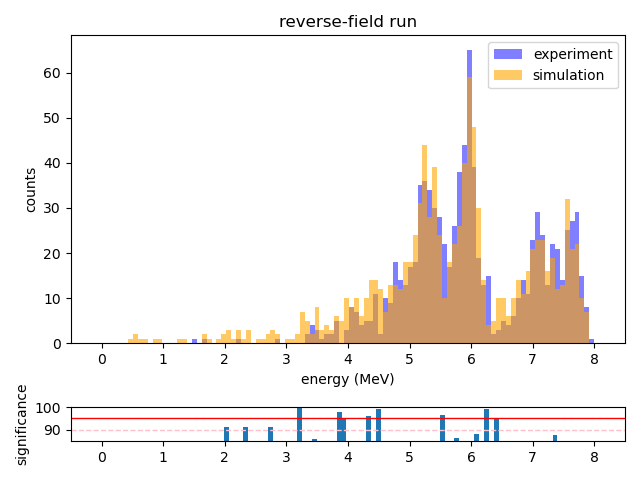 reverse-field run
experiment
simulation
counts
60
50
40
30
20
10
0
0 1 2 3 4 5 6 7 8
energy (MeV)
significance
100
90
0 1 2 3 4 5 6 7 8